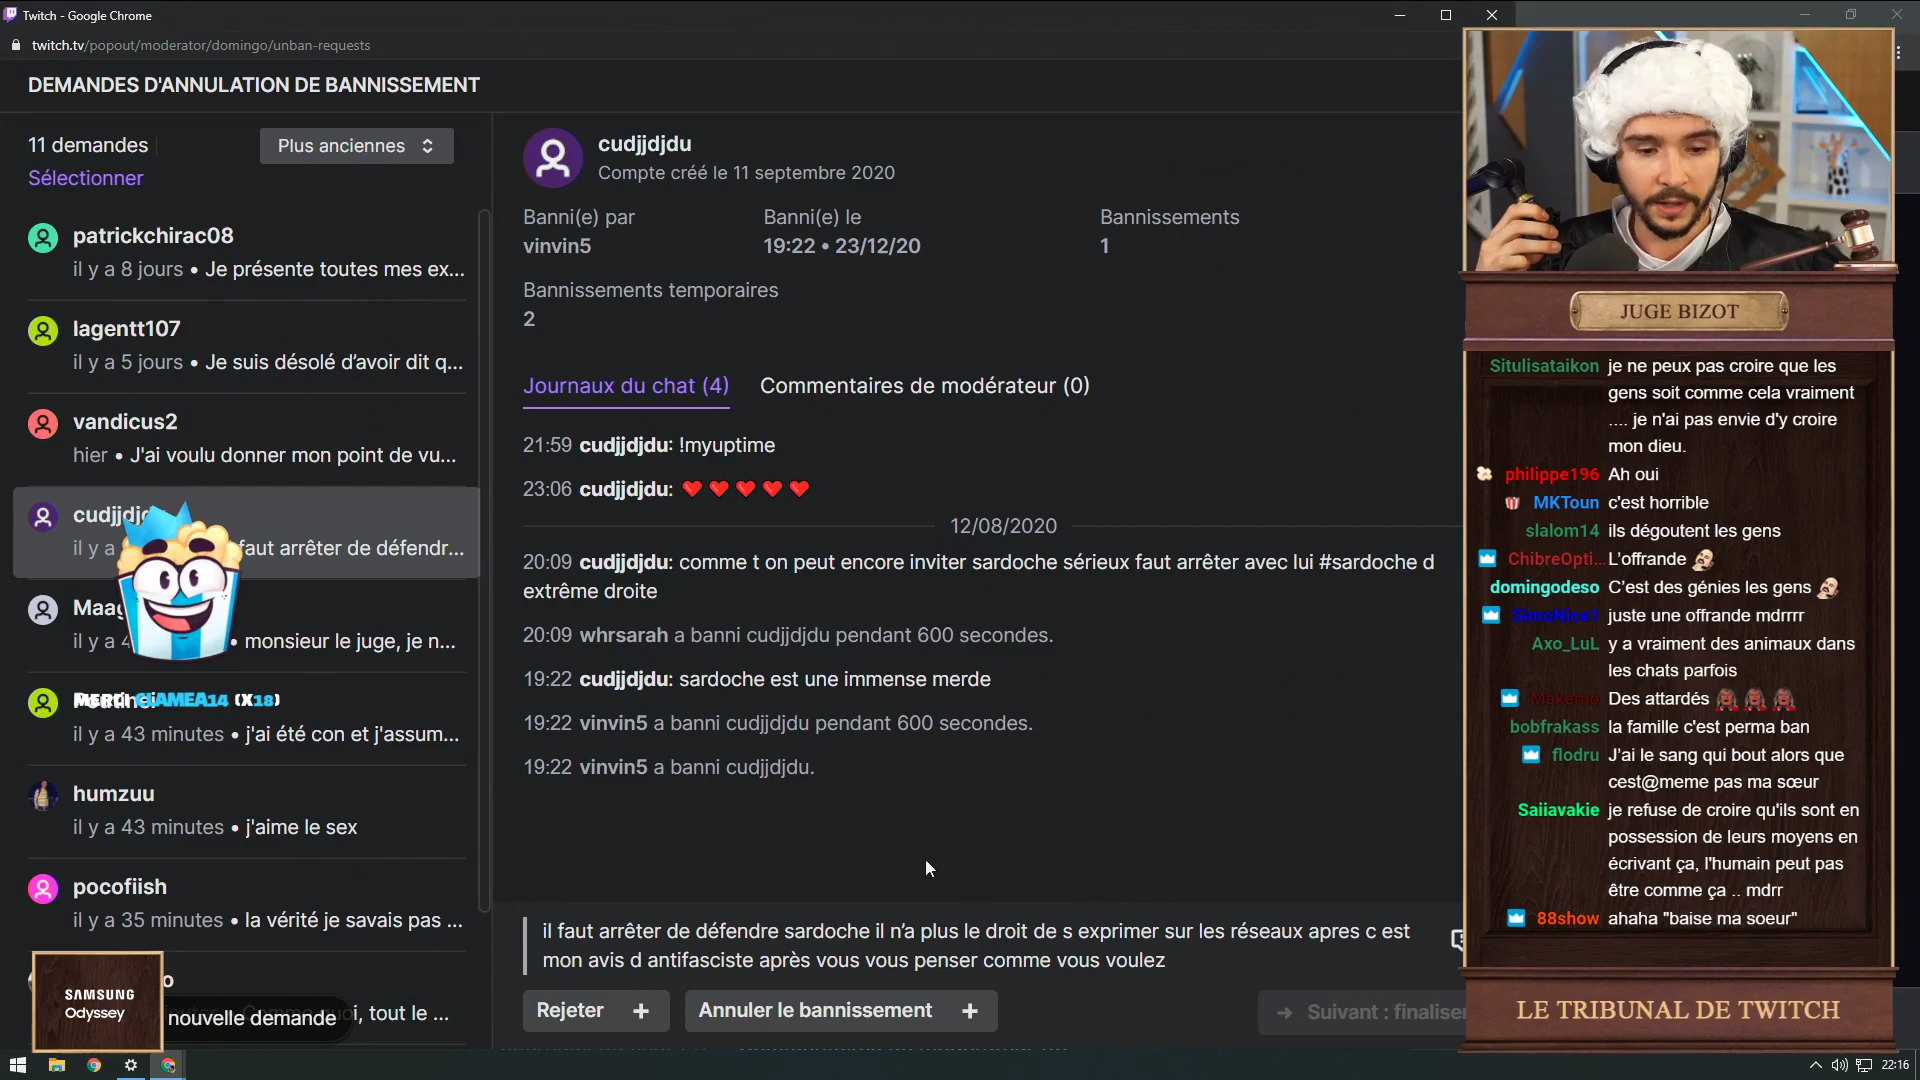 Twitch - Google Chrome
twitch.tv/popout/moderator/domingo/unban-requests
DEMANDES D'ANNULATION DE BANNISSEMENT
11 demandes
Plus anciennes
Sélectionner
patrickchirac08
il y a 8 jours • Je présente toutes mes ex...
lagentt107
il y a 5 jours • Je suis désolé d'avoir dit q...
vandicus2
hier • J'ai voulu donner mon point de vu...
il y a
faut arrêter de défendr...
• monsieur le juge, je n...
CLAMEA14 (X18)
il y a 43 minutes • j'ai été con et j'assum...
humzuu
il y a 43 minutes • j'aime le sex
pocofiish
il y a 35 minutes • la vérité je savais pas ...
SAMSUNG
Odyssey
tout le ...
nouvelle demande
cudjjdjdu
Compte créé le 11 septembre 2020
Banni(e) par
vinvin5
Banni(e) le
19:22 • 23/12/20
Bannissements
1
Bannissements temporaires
2
Journaux du chat (4)
Commentaires de modérateur (0)
21:59 cudjjdjdu: !myuptime
23:06 cudjjdjdu: ❤❤❤❤❤
12/08/2020
20:09 cudjjdjdu: comme t on peut encore inviter sardoche sérieux faut arrêter avec lui #sardoche d
extrême droite
20:09 whrsarah a banni cudjjdjdu pendant 600 secondes.
19:22 cudjjdjdu: sardoche est une immense merde
19:22 vinvin5 a banni cudjjdjdu pendant 600 secondes.
19:22 vinvin5 a banni cudjjdjdu.
il faut arrêter de défendre sardoche il n'a plus le droit de s exprimer sur les réseaux apres c est
mon avis d antifasciste après vous vous penser comme vous voulez
Rejeter +
Annuler le bannissement +
→ Suivant : finaliser
JUGE BIZOT
Situlisataikon je ne peux pas croire que les
gens soit comme cela vraiment
.... je n'ai pas envie d'y croire
mon dieu.
philippe196 Ah oui
MKToun c'est horrible
slalom14 ils dégoutent les gens
ChibreOpti... L'offrande
domingodeso C'est des génies les gens
SimoNice1 juste une offrande mdrrrr
Axo_LuL y a vraiment des animaux dans
les chats parfois
Makemo Des attardés
bobfrakass la famille c'est perma ban
flodru J'ai le sang qui bout alors que
cest@meme pas ma sœur
Saiiavakie je refuse de croire qu'ils sont en
possession de leurs moyens en
écrivant ça, l'humain peut pas
être comme ça .. mdrr
88show ahaha "baise ma soeur"
LE TRIBUNAL DE TWITCH
22:16